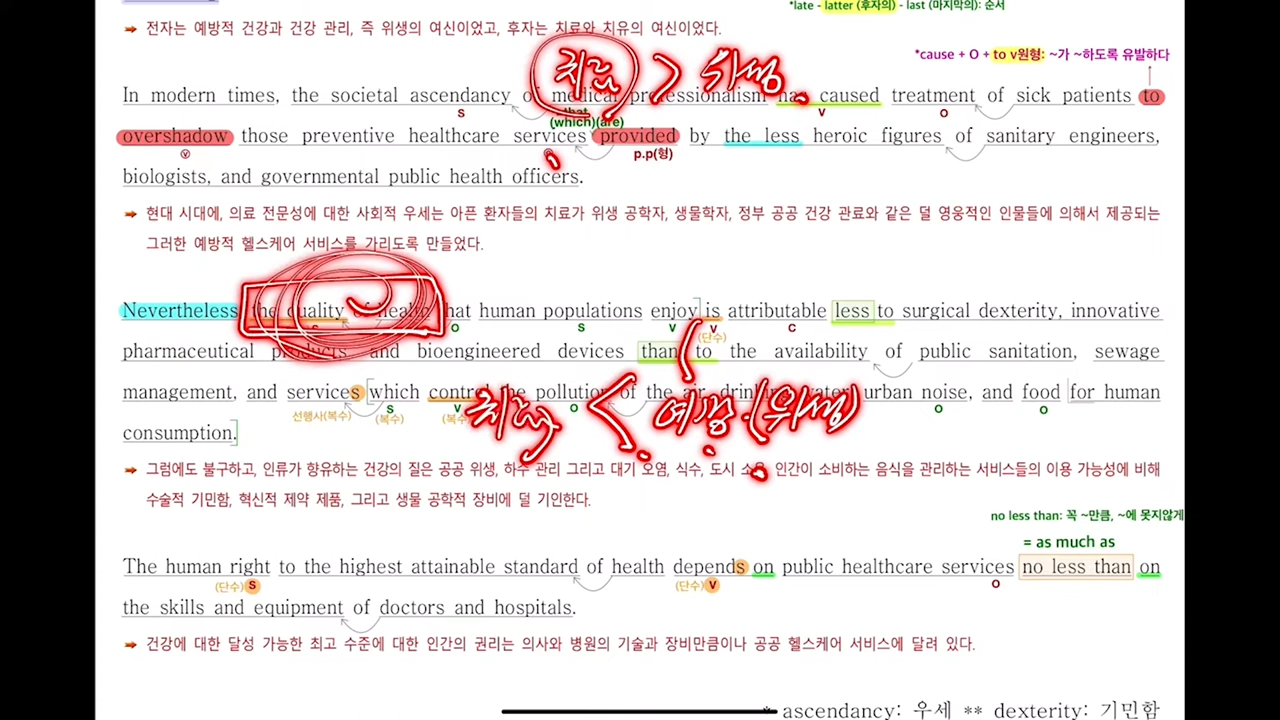 *late - latter (후자의) - last (마지막의): 순서
➡ 전자는 예방적 건강과 건강 관리, 즉 위생의 여신이었고, 후자는 치료와 치유의 여신이었다.
*cause + O + to v원형: ~가 ~하도록 유발하다
치료 > 위생
In modern times, the societal ascendancy of medical professionalism has caused treatment of sick patients to
S that V O
(which)(are)
overshadow those preventive healthcare services provided by the less heroic figures of sanitary engineers,
ⓥ p.p(형)
biologists, and governmental public health officers.
➡ 현대 시대에, 의료 전문성에 대한 사회적 우세는 아픈 환자들의 치료가 위생 공학자, 생물학자, 정부 공공 건강 관료와 같은 덜 영웅적인 인물들에 의해서 제공되는
그러한 예방적 헬스케어 서비스를 가리도록 만들었다.
Nevertheless the quality of health that human populations enjoy] is attributable less to surgical dexterity, innovative
S O S V V C
(단수)
pharmaceutical products and bioengineered devices than to the availability of public sanitation, sewage
management, and services [which control the pollution of the air, drinking water, urban noise, and food for human
선행사(복수) S (복수) V (복수) O O O
치료 < 예방 (위생)
consumption.]
➡ 그럼에도 불구하고, 인류가 향유하는 건강의 질은 공공 위생, 하수 관리 그리고 대기 오염, 식수, 도시 소음, 인간이 소비하는 음식을 관리하는 서비스들의 이용 가능성에 비해
수술적 기민함, 혁신적 제약 제품, 그리고 생물 공학적 장비에 덜 기인한다.
no less than: 꼭 ~만큼, ~에 못지않게
= as much as
The human right to the highest attainable standard of health depends on public healthcare services no less than on
(단수) S (단수) V O
the skills and equipment of doctors and hospitals.
➡ 건강에 대한 달성 가능한 최고 수준에 대한 인간의 권리는 의사와 병원의 기술과 장비만큼이나 공공 헬스케어 서비스에 달려 있다.
* ascendancy: 우세 ** dexterity: 기민함